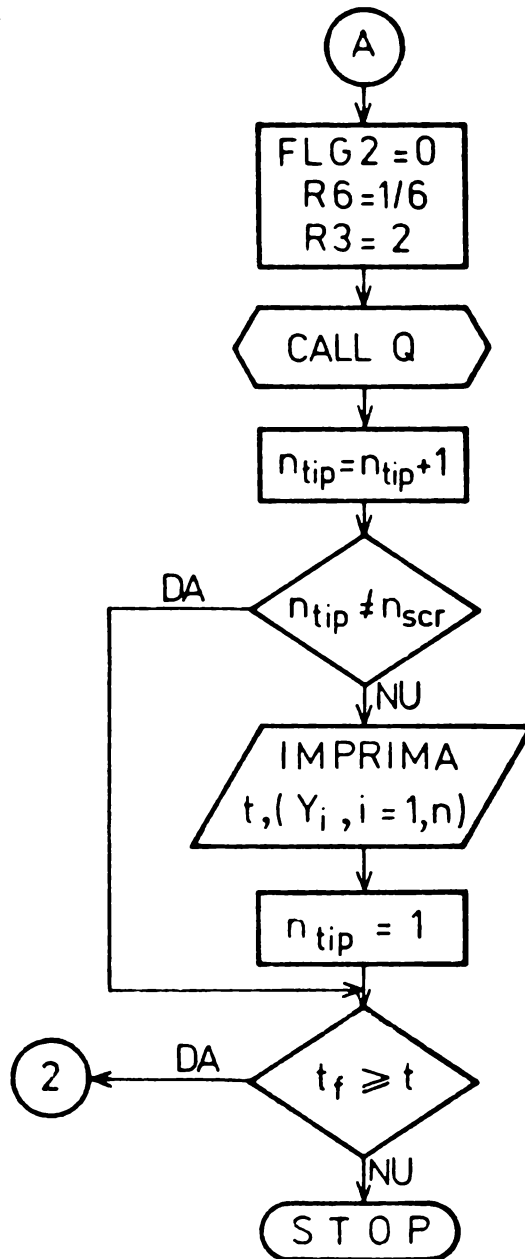 A
FLG2 = 0
R6 = 1/6
R3 = 2
CALL Q
n_tip = n_tip + 1
DA
n_tip ≠ n_scr
NU
IMPRIMA
t, ( Y_i , i = 1,n )
n_tip = 1
DA
2
t_f ⩾ t
NU
STOP